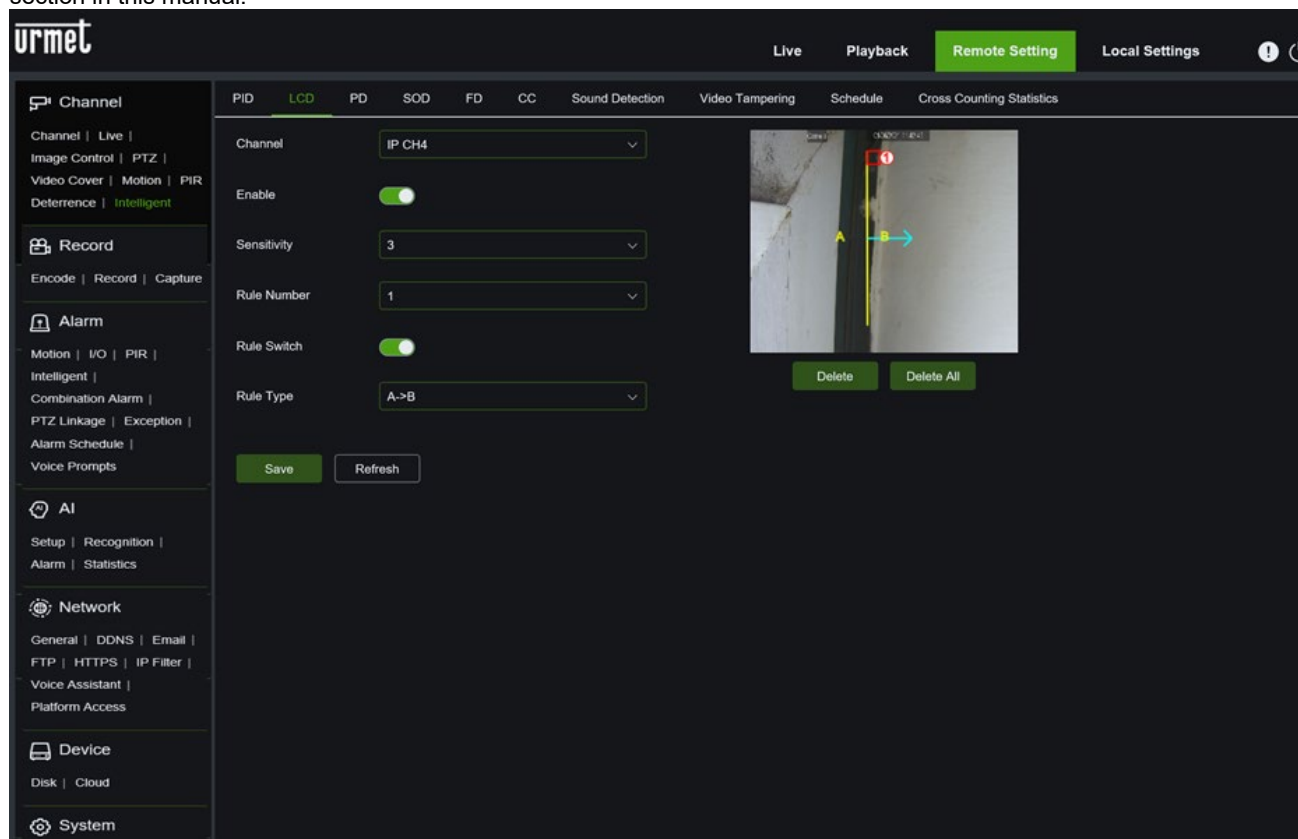 section in this manual.
urmet
Live Playback Remote Setting Local Settings
Channel
Channel | Live |
Image Control | PTZ |
Video Cover | Motion | PIR
Deterrence | Intelligent
Record
Encode | Record | Capture
Alarm
Motion | I/O | PIR |
Intelligent |
Combination Alarm |
PTZ Linkage | Exception |
Alarm Schedule |
Voice Prompts
AI
Setup | Recognition |
Alarm | Statistics
Network
General | DDNS | Email |
FTP | HTTPS | IP Filter |
Voice Assistant |
Platform Access
Device
Disk | Cloud
System
PID LCD PD SOD FD CC Sound Detection Video Tampering Schedule Cross Counting Statistics
Channel IP CH4
Enable
Sensitivity 3
Rule Number 1
Rule Switch
Rule Type A->B
Save Refresh
1
A B
Delete Delete All